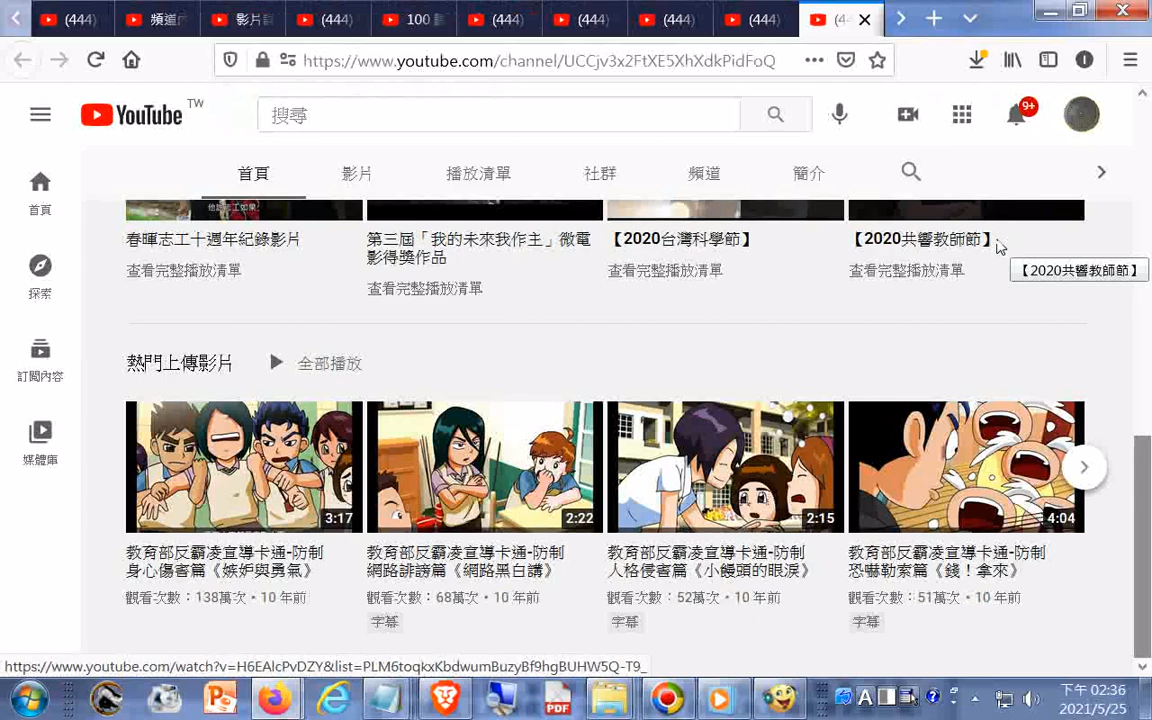 (444)
頻道
影片
(444)
100
(444)
(444)
(444)
(444)
(4
https://www.youtube.com/channel/UCCjv3x2FtXE5XhXdkPidFoQ
YouTube TW
搜尋
9+
首頁
影片
播放清單
社群
頻道
簡介
首頁
探索
訂閱內容
媒體庫
春暉志工十週年紀錄影片
查看完整播放清單
第三屆「我的未來我作主」微電
影得獎作品
查看完整播放清單
【2020台灣科學節】
查看完整播放清單
【2020共響教師節】
查看完整播放清單
【2020共響教師節】
熱門上傳影片
全部播放
3:17
教育部反霸凌宣導卡通-防制
身心傷害篇《嫉妒與勇氣》
觀看次數：138萬次・10 年前
2:22
教育部反霸凌宣導卡通-防制
網路誹謗篇《網路黑白講》
觀看次數：68萬次・10 年前
字幕
2:15
教育部反霸凌宣導卡通-防制
人格侵害篇《小饅頭的眼淚》
觀看次數：52萬次・10 年前
字幕
4:04
教育部反霸凌宣導卡通-防制
恐嚇勒索篇《錢！拿來》
觀看次數：51萬次・10 年前
字幕
https://www.youtube.com/watch?v=H6EAlcPvDZY&list=PLM6toqkxKbdwumBuzyBf9hgBUHW5Q-T9_
PDF
A
下午 02:36
2021/5/25